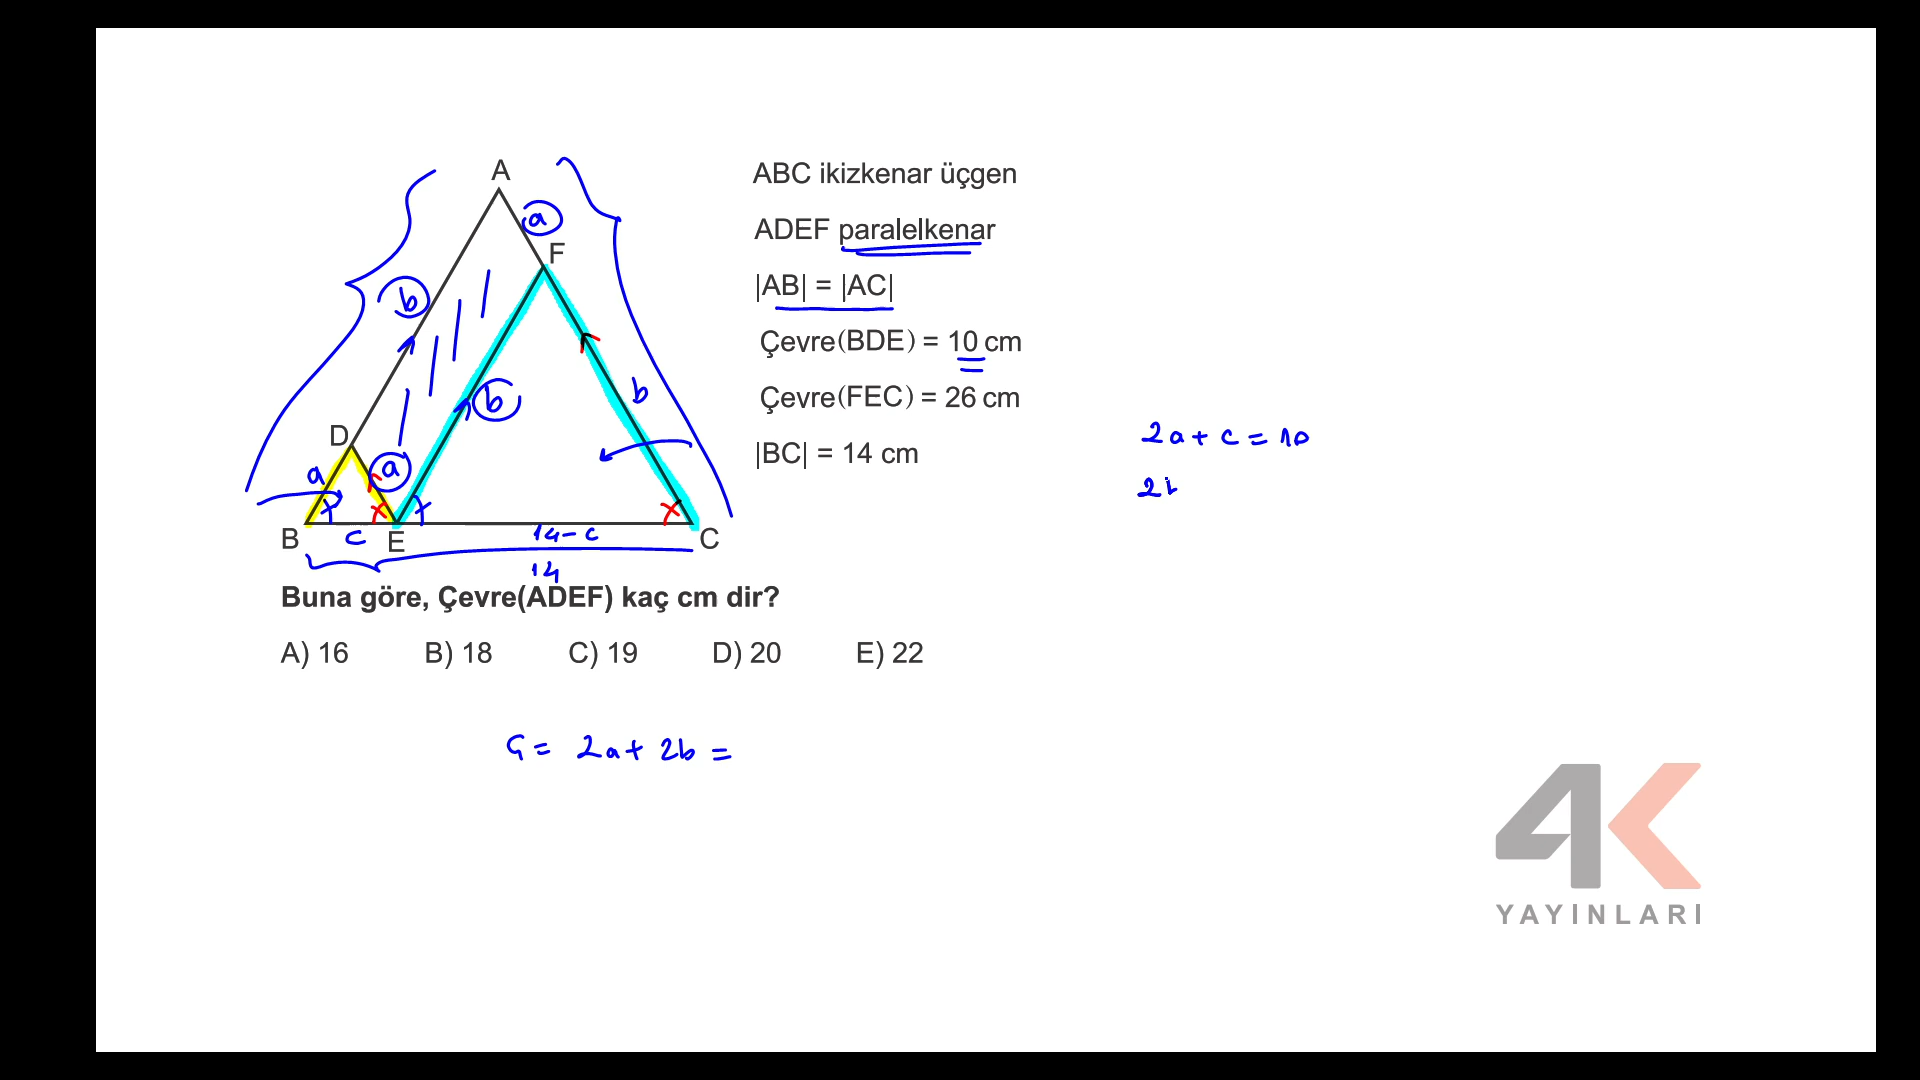 A
a
F
b
b
b
D
a
a
x
x
x
x
B
c
E
14-c
C
14
ABC ikizkenar üçgen
ADEF paralelkenar
|AB| = |AC|
Çevre(BDE) = 10 cm
Çevre(FEC) = 26 cm
|BC| = 14 cm
2a + c = 10
Buna göre, Çevre(ADEF) kaç cm dir?
A) 16 B) 18 C) 19 D) 20 E) 22
Ç = 2a + 2b =
4K
YAYINLARI